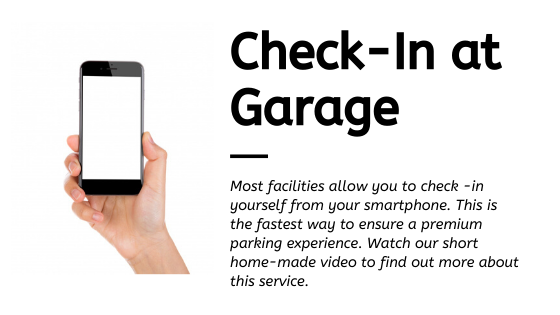 Check-In at
Garage
Most facilities allow you to check -in
yourself from your smartphone. This is
the fastest way to ensure a premium
parking experience. Watch our short
home-made video to find out more about
this service.